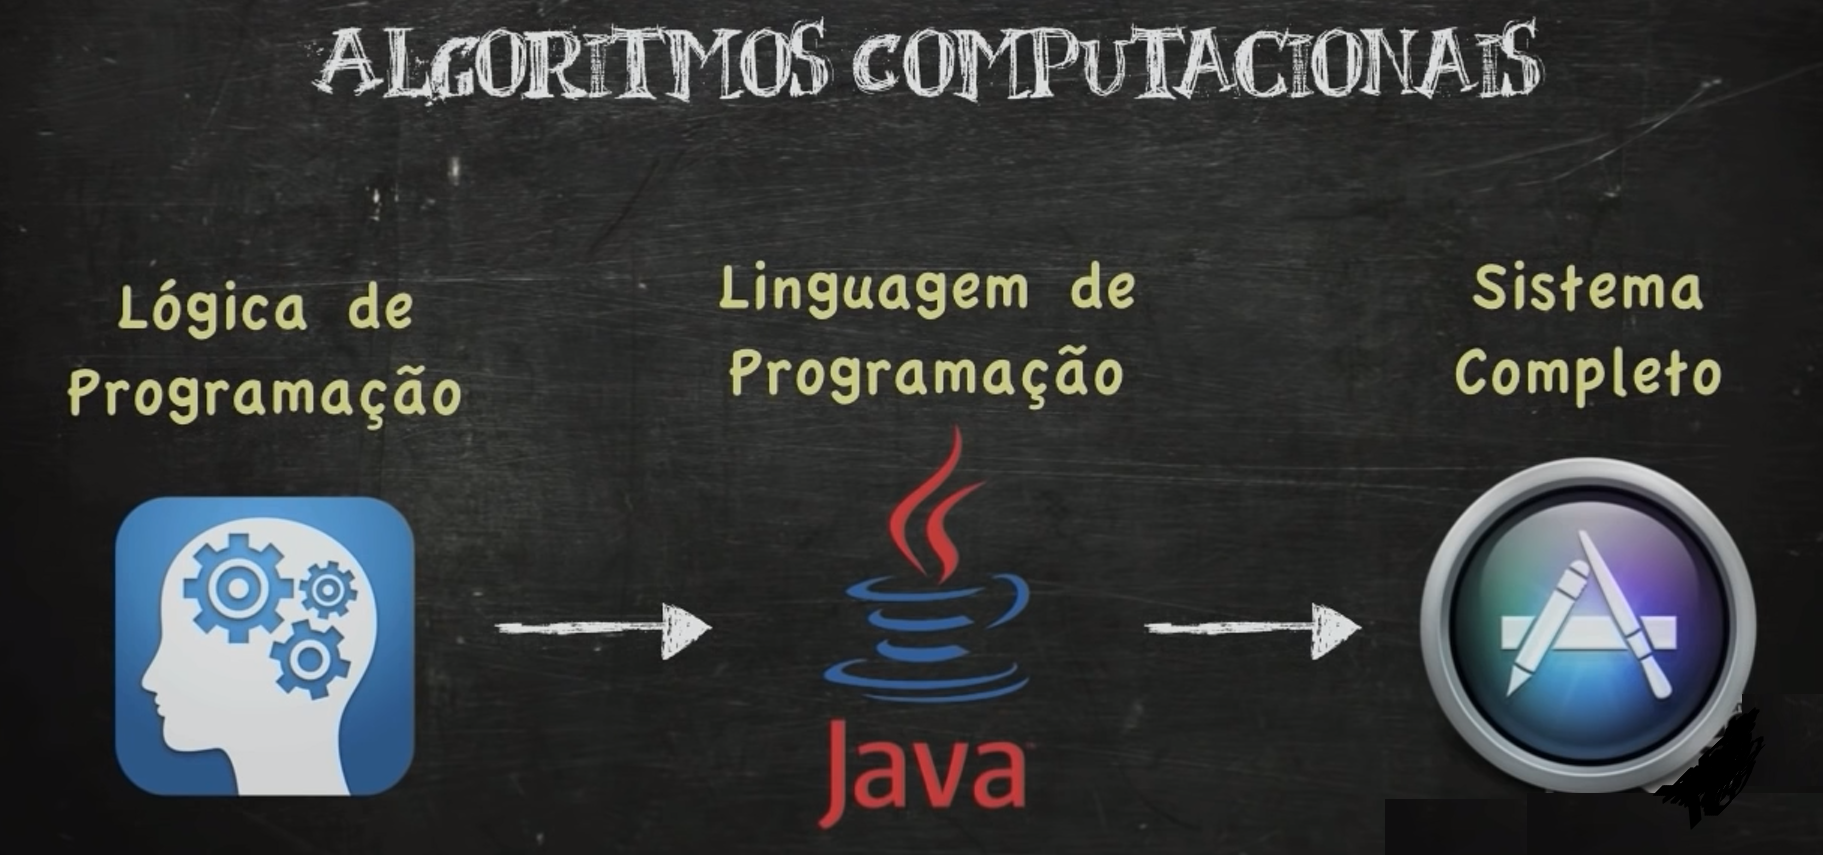 ALGORITMOS COMPUTACIONAIS
Lógica de
Programação
Linguagem de
Programação
Java
Sistema
Completo